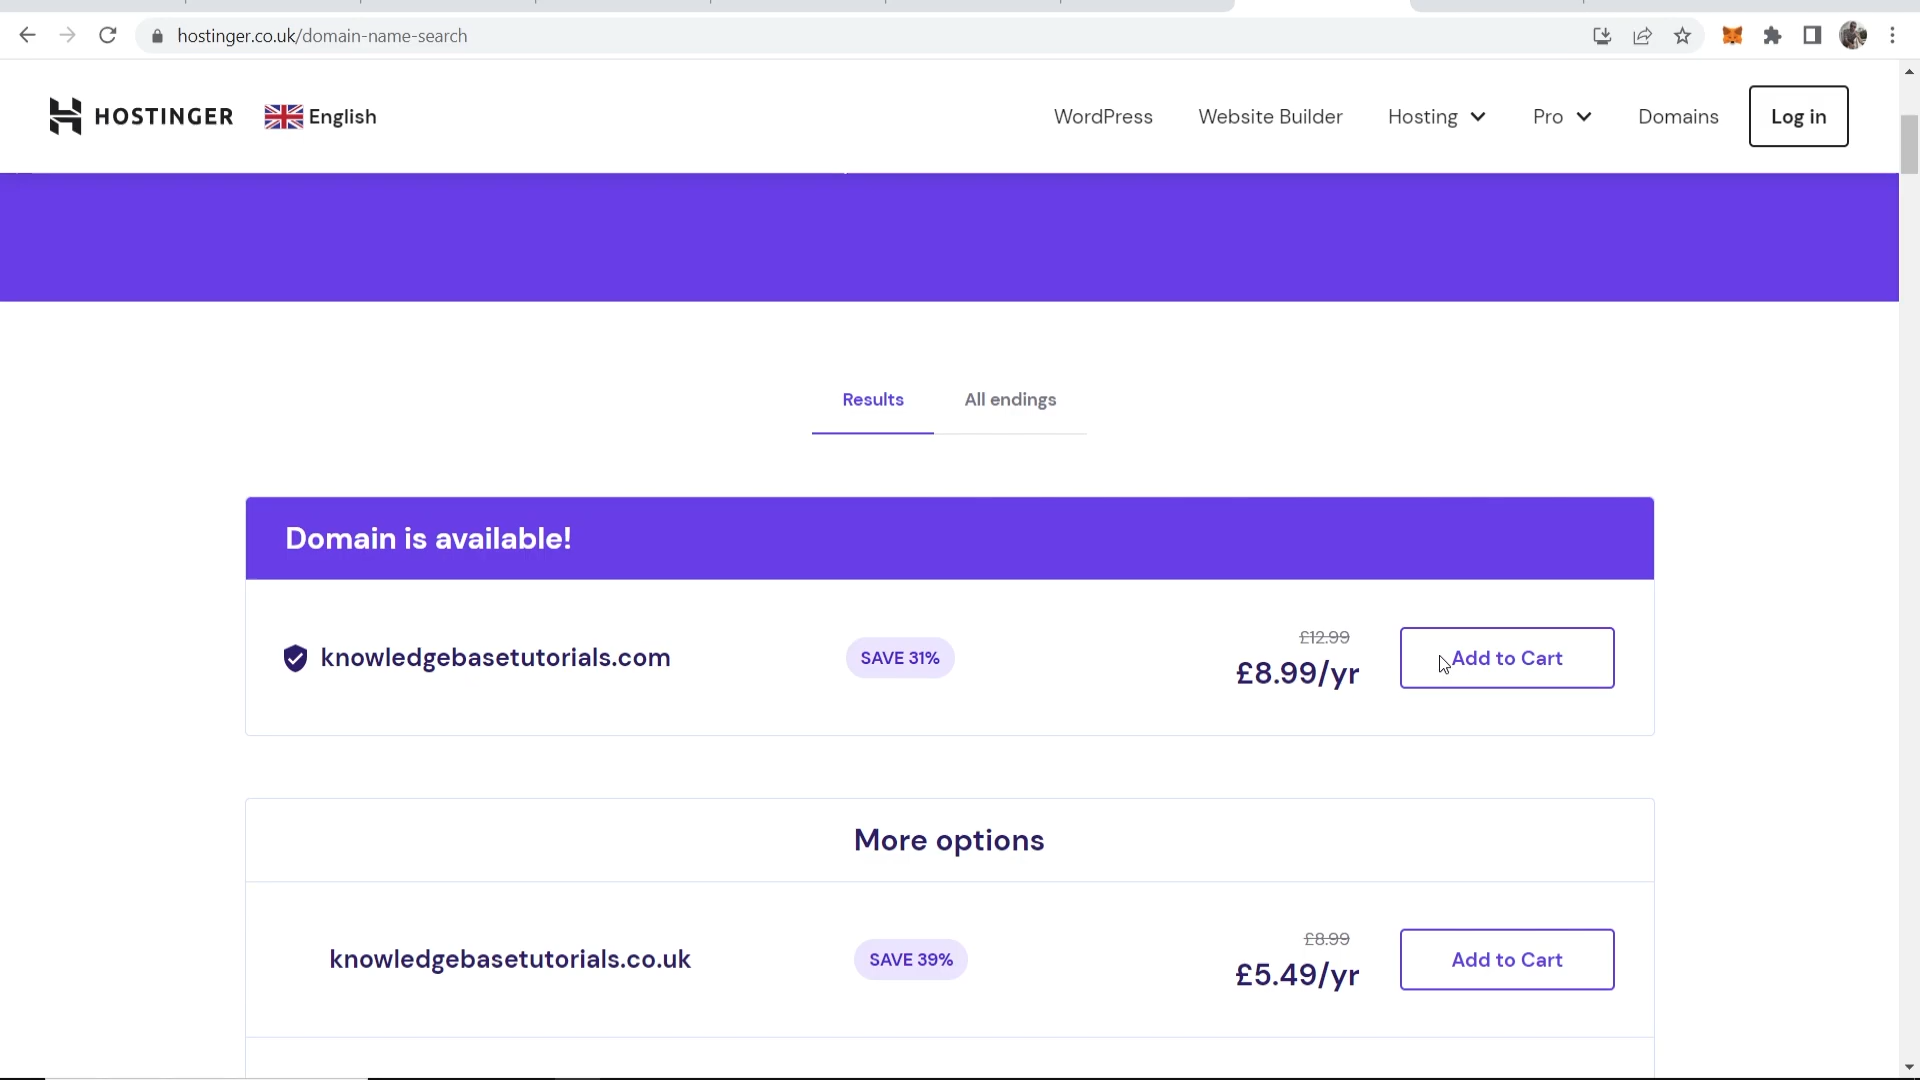 hostinger.co.uk/domain-name-search
HOSTINGER English WordPress Website Builder Hosting Pro Domains Log in
Results All endings
Domain is available!
knowledgebasetutorials.com SAVE 31% £12.99 £8.99/yr Add to Cart
More options
knowledgebasetutorials.co.uk SAVE 39% £8.99 £5.49/yr Add to Cart